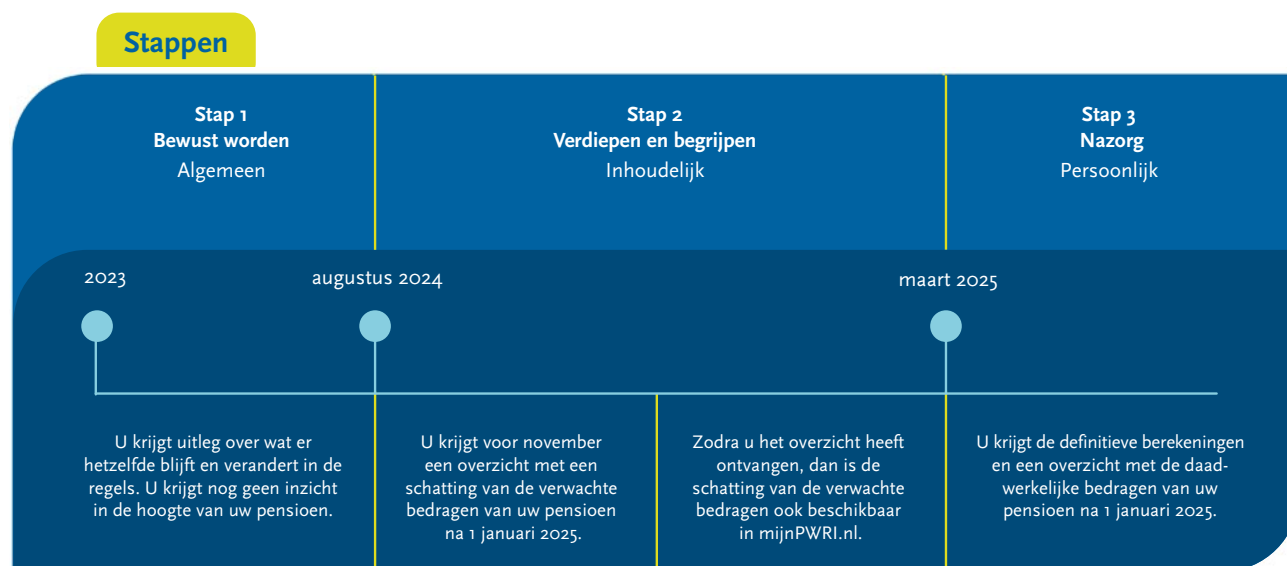 Stappen
Stap 1
Bewust worden
Algemeen
Stap 2
Verdiepen en begrijpen
Inhoudelijk
Stap 3
Nazorg
Persoonlijk
2023
augustus 2024
maart 2025
U krijgt uitleg over wat er
hetzelfde blijft en verandert in de
regels. U krijgt nog geen inzicht
in de hoogte van uw pensioen.
U krijgt voor november
een overzicht met een
schatting van de verwachte
bedragen van uw pensioen
na 1 januari 2025.
Zodra u het overzicht heeft
ontvangen, dan is de
schatting van de verwachte
bedragen ook beschikbaar
in mijnPWRI.nl.
U krijgt de definitieve berekeningen
en een overzicht met de daad-
werkelijke bedragen van uw
pensioen na 1 januari 2025.